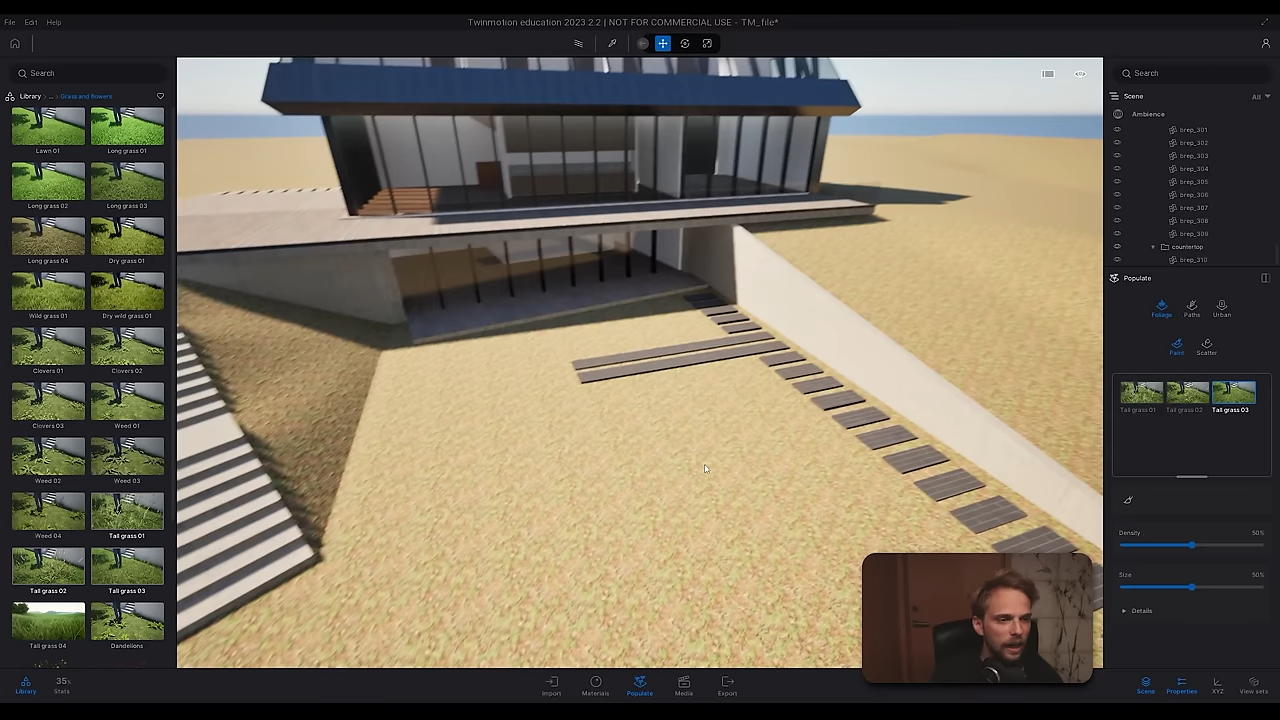 Twinmotion education 2023.2.2 | NOT FOR COMMERCIAL USE - TM_file*
File Edit Help
Search
Library > ... > Grass and flowers
Lawn 01 Long grass 01
Long grass 02 Long grass 03
Long grass 04 Dry grass 01
Wild grass 01 Dry wild grass 01
Clovers 01 Clovers 02
Clovers 03 Weed 01
Weed 02 Weed 03
Weed 04 Tall grass 01
Tall grass 02 Tall grass 03
Tall grass 04 Dandelions
Library 35% Stats
Import Materials Populate Media Export
Search
Scene All
Ambience
brep_301
brep_302
brep_303
brep_304
brep_305
brep_306
brep_307
brep_308
brep_309
countertop
brep_310
Populate
Foliage Paths Urban
Paint Scatter
Tall grass 01 Tall grass 02 Tall grass 03
Density 50%
Size 50%
Details
Scene Properties XYZ View sets